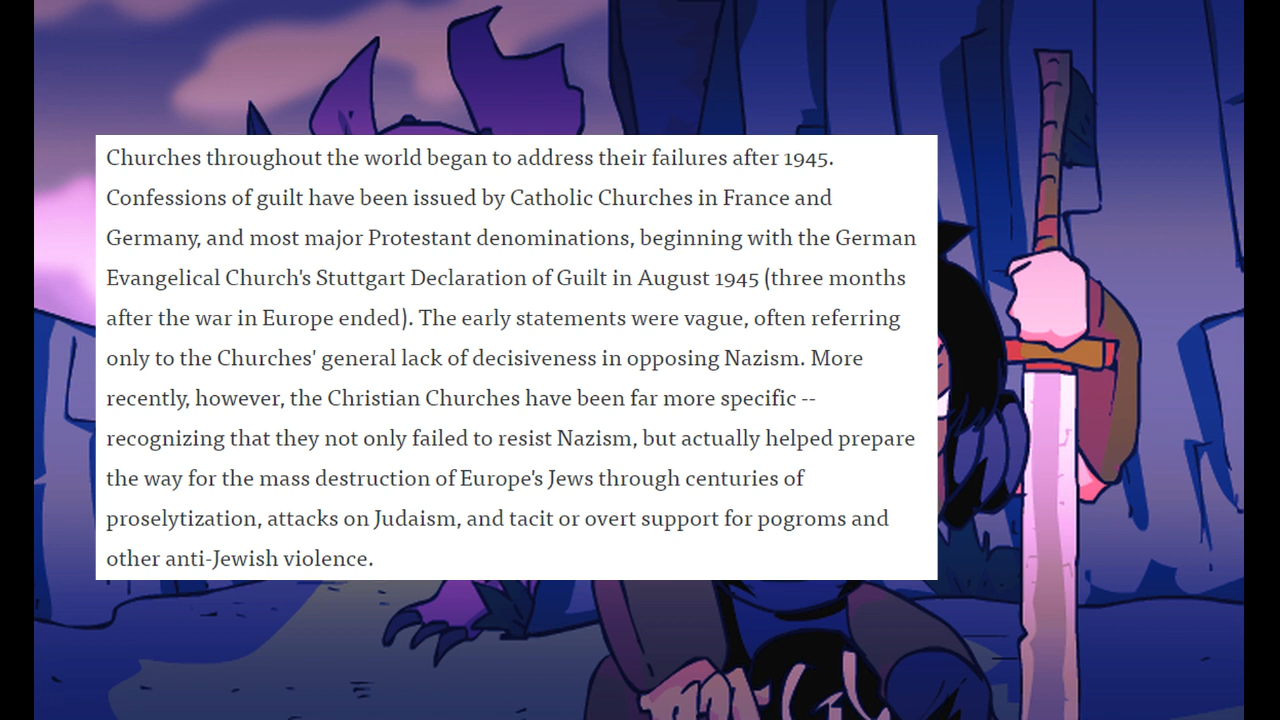 Churches throughout the world began to address their failures after 1945.
Confessions of guilt have been issued by Catholic Churches in France and
Germany, and most major Protestant denominations, beginning with the German
Evangelical Church's Stuttgart Declaration of Guilt in August 1945 (three months
after the war in Europe ended). The early statements were vague, often referring
only to the Churches' general lack of decisiveness in opposing Nazism. More
recently, however, the Christian Churches have been far more specific --
recognizing that they not only failed to resist Nazism, but actually helped prepare
the way for the mass destruction of Europe's Jews through centuries of
proselytization, attacks on Judaism, and tacit or overt support for pogroms and
other anti-Jewish violence.